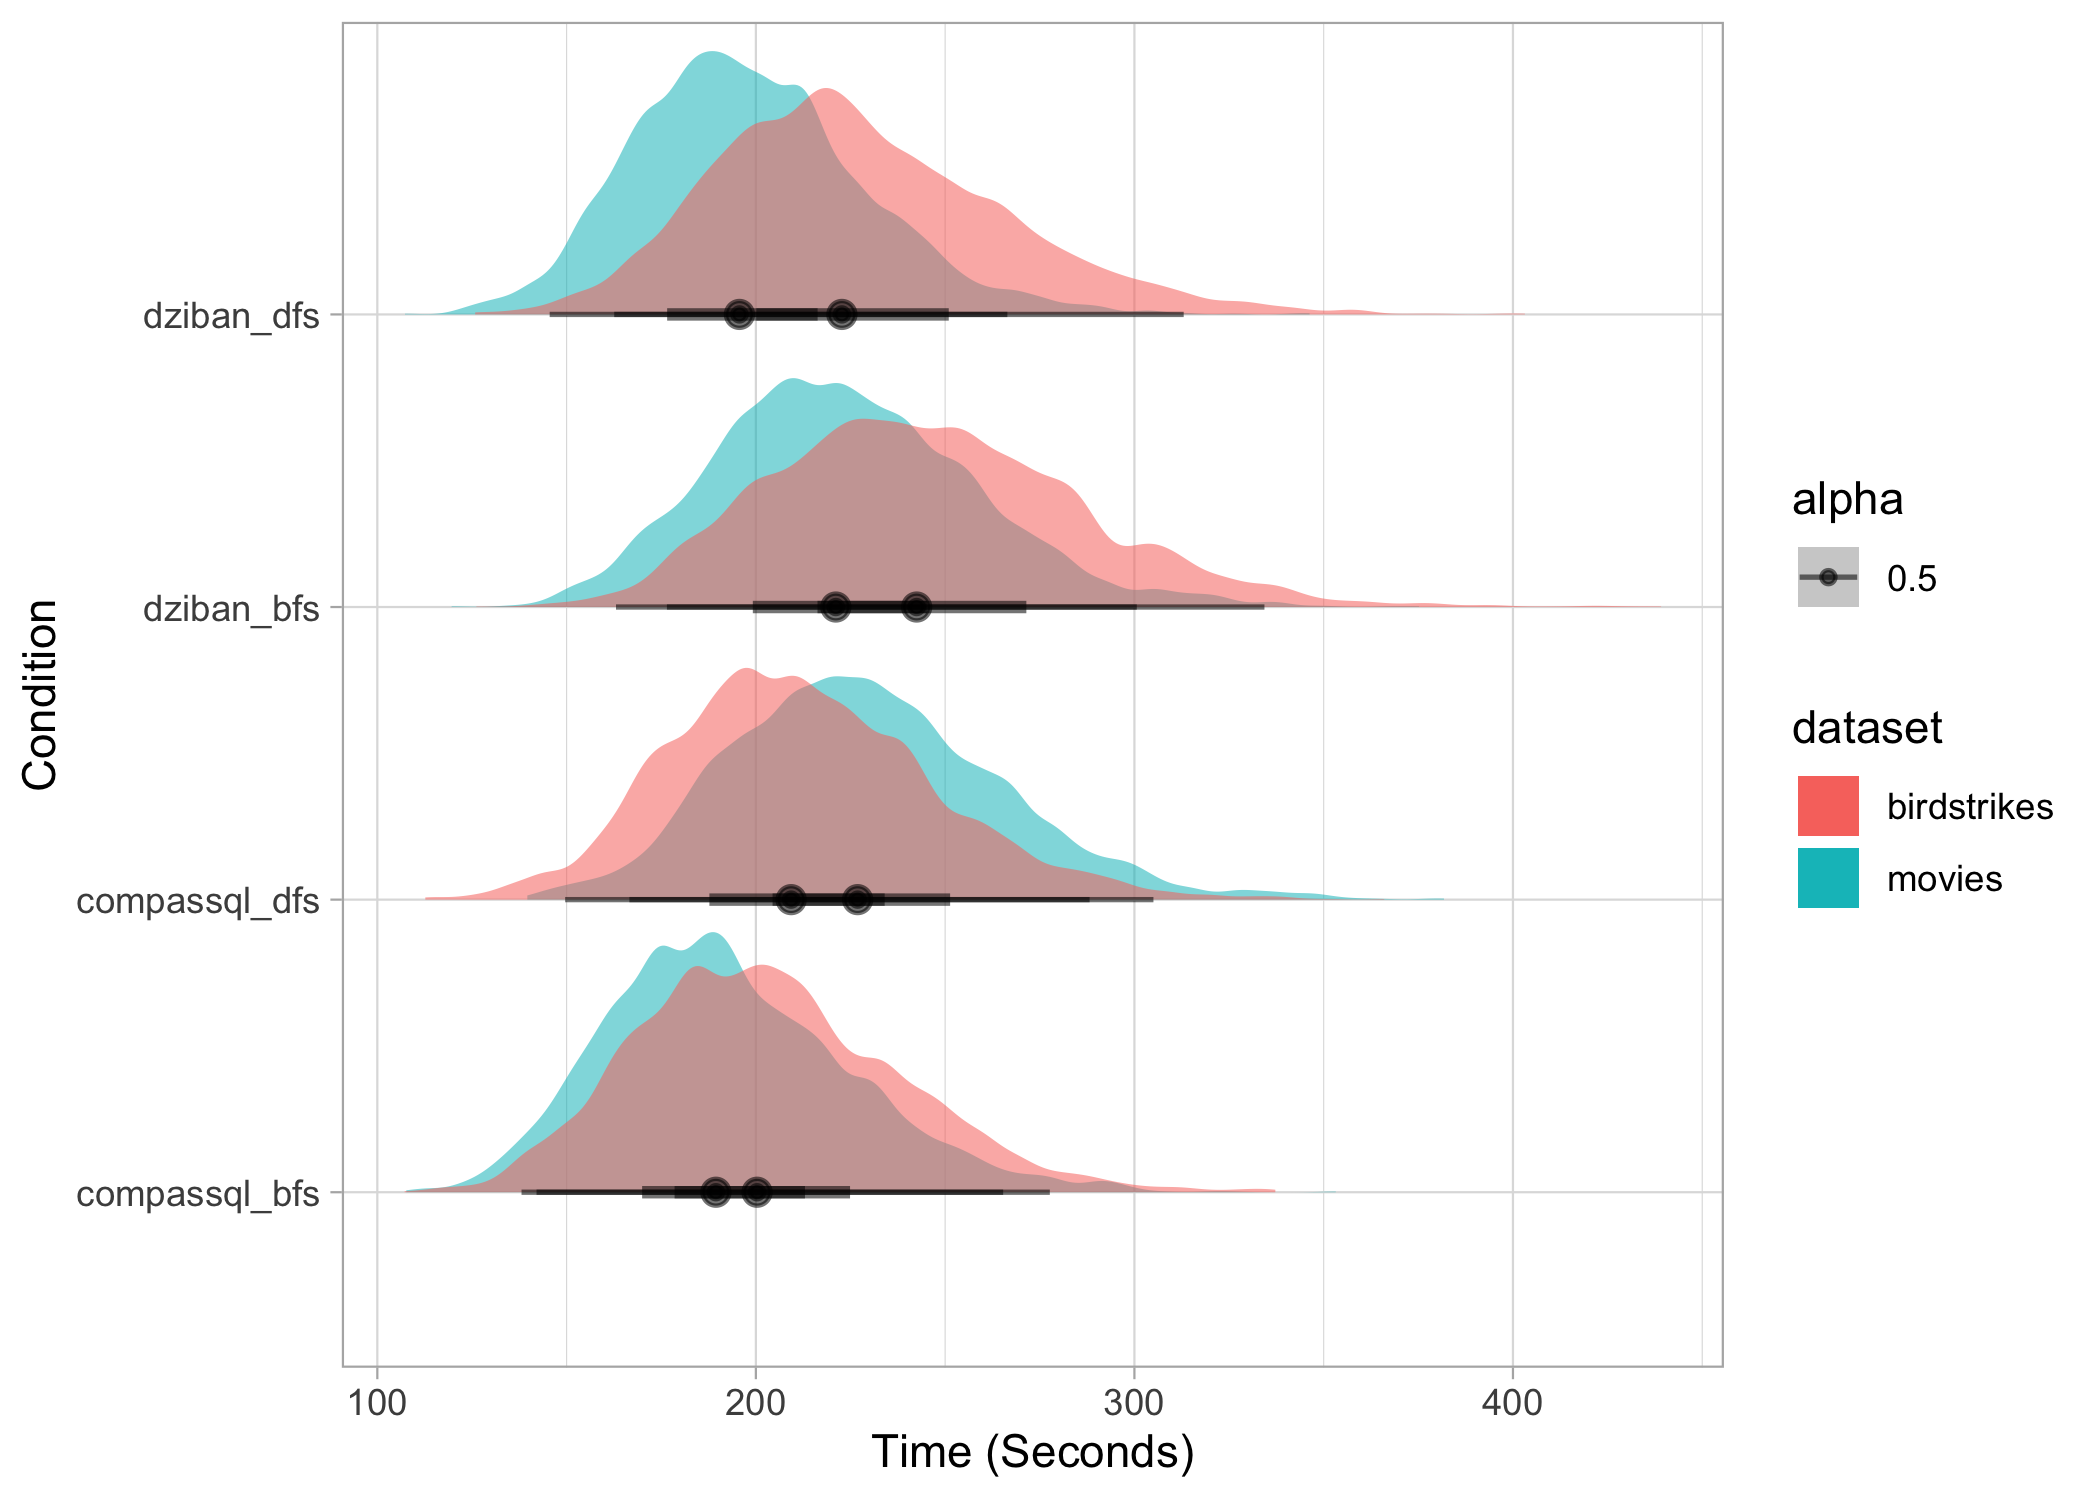 dziban_dfs
dziban_bfs
compassql_dfs
compassql_bfs
Condition
100 200 300 400
Time (Seconds)
alpha
0.5
dataset
birdstrikes
movies